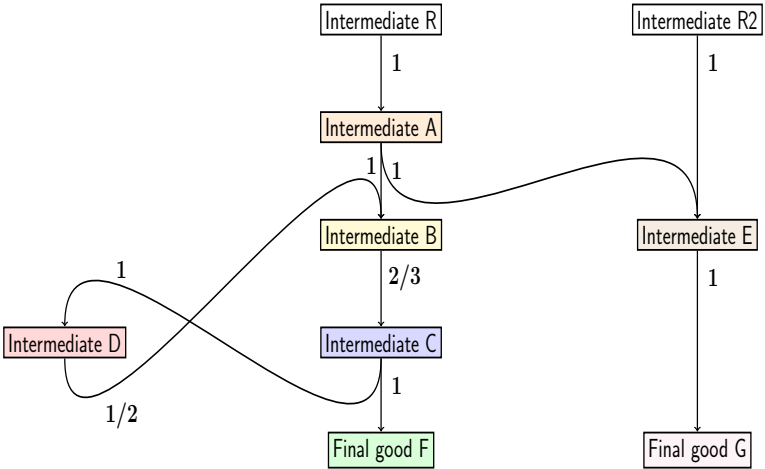 Intermediate R
Intermediate R2
1
1
Intermediate A
1
1
Intermediate B
Intermediate E
1
2/3
1
Intermediate D
Intermediate C
1
1/2
Final good F
Final good G